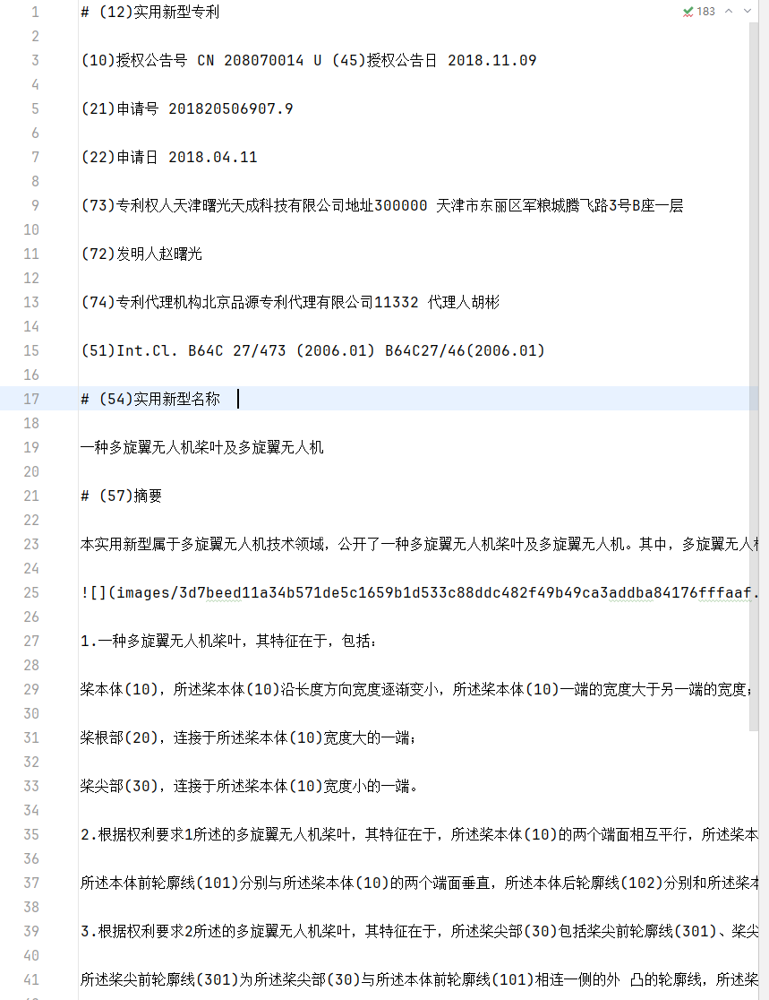 183
1 # (12)实用新型专利
2
3 (10)授权公告号 CN 208070014 U (45)授权公告日 2018.11.09
4
5 (21)申请号 201820506907.9
6
7 (22)申请日 2018.04.11
8
9 (73)专利权人天津曙光天成科技有限公司地址300000 天津市东丽区军粮城腾飞路3号B座一层
10
11 (72)发明人赵曙光
12
13 (74)专利代理机构北京品源专利代理有限公司11332 代理人胡彬
14
15 (51)Int.Cl. B64C 27/473 (2006.01) B64C27/46(2006.01)
16
17 # (54)实用新型名称
18
19 一种多旋翼无人机桨叶及多旋翼无人机
20
21 # (57)摘要
22
23 本实用新型属于多旋翼无人机技术领域，公开了一种多旋翼无人机桨叶及多旋翼无人机。其中，多旋翼无人
24
25 ![](images/3d7beed11a34b571de5c1659b1d533c88ddc482f49b49ca3addba84176fffaaf.
26
27 1.一种多旋翼无人机桨叶，其特征在于，包括：
28
29 桨本体(10)，所述桨本体(10)沿长度方向宽度逐渐变小，所述桨本体(10)一端的宽度大于另一端的宽度；
30
31 桨根部(20)，连接于所述桨本体(10)宽度大的一端；
32
33 桨尖部(30)，连接于所述桨本体(10)宽度小的一端。
34
35 2.根据权利要求1所述的多旋翼无人机桨叶，其特征在于，所述桨本体(10)的两个端面相互平行，所述桨本
36
37 所述本体前轮廓线(101)分别与所述桨本体(10)的两个端面垂直，所述本体后轮廓线(102)分别和所述桨本
38
39 3.根据权利要求2所述的多旋翼无人机桨叶，其特征在于，所述桨尖部(30)包括桨尖前轮廓线(301)、桨尖
40
41 所述桨尖前轮廓线(301)为所述桨尖部(30)与所述本体前轮廓线(101)相连一侧的外 凸的轮廓线，所述桨